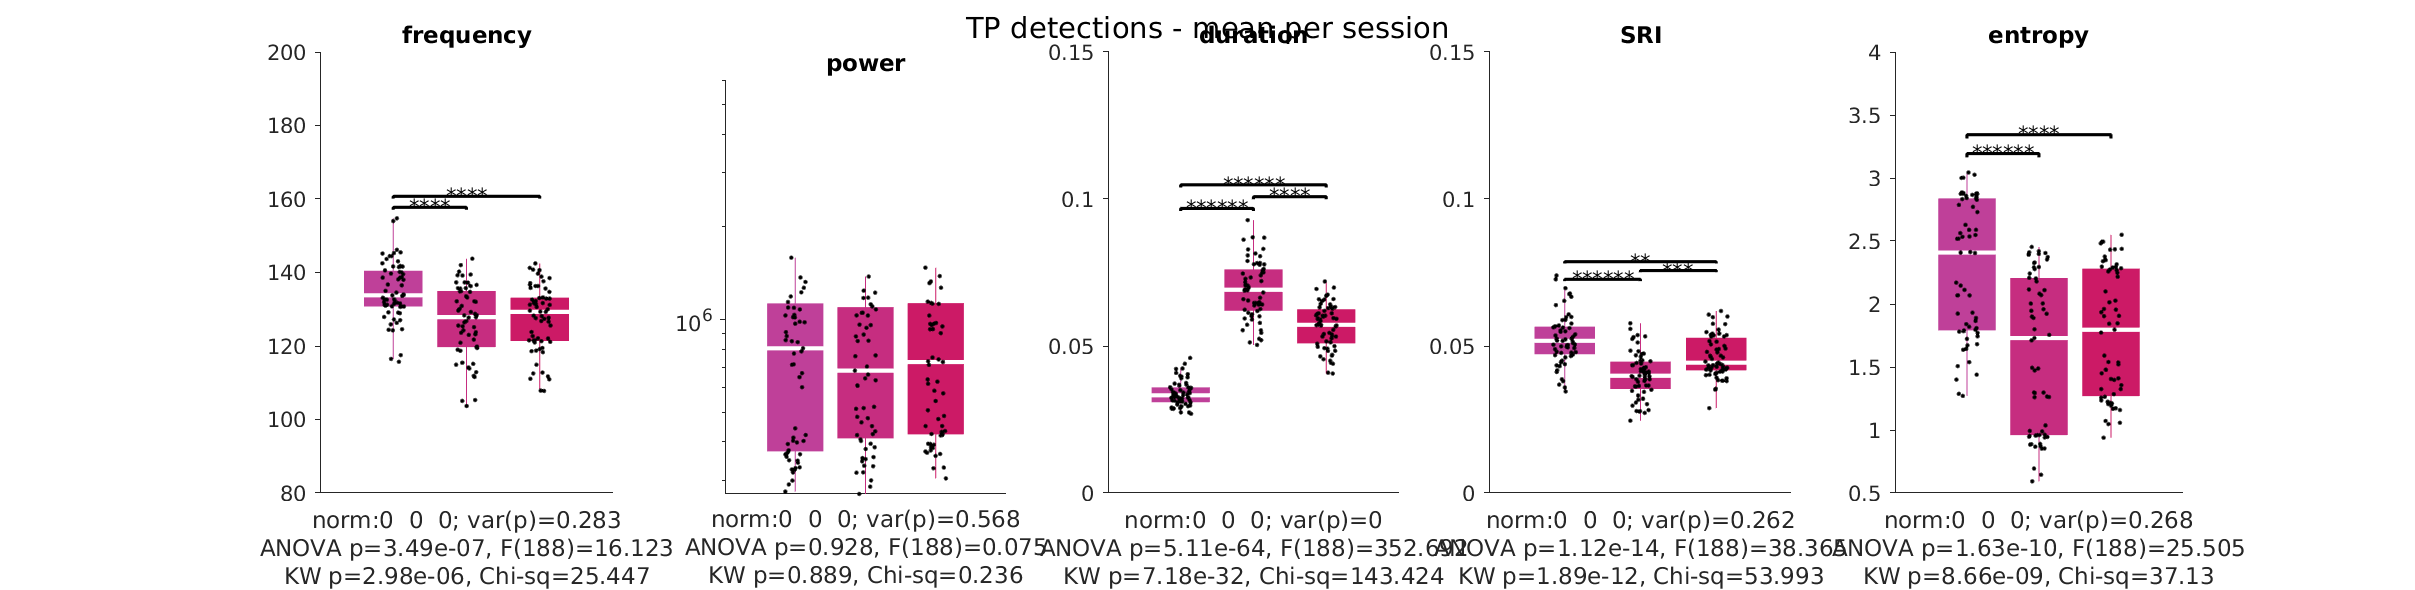 TP detections - mean per session
frequency
200
180
160
140
120
100
80
****
****
norm:0 0 0; var(p)=0.283
ANOVA p=3.49e-07, F(188)=16.123
KW p=2.98e-06, Chi-sq=25.447
power
10^6
norm:0 0 0; var(p)=0.568
ANOVA p=0.928, F(188)=0.075
KW p=0.889, Chi-sq=0.236
duration
0.15
0.1
0.05
0
******
****
******
norm:0 0 0; var(p)=0
ANOVA p=5.11e-64, F(188)=352.692
KW p=7.18e-32, Chi-sq=143.424
SRI
0.15
0.1
0.05
0
**
***
******
norm:0 0 0; var(p)=0.262
ANOVA p=1.12e-14, F(188)=38.365
KW p=1.89e-12, Chi-sq=53.993
entropy
4
3.5
3
2.5
2
1.5
1
0.5
****
******
norm:0 0 0; var(p)=0.268
ANOVA p=1.63e-10, F(188)=25.505
KW p=8.66e-09, Chi-sq=37.13